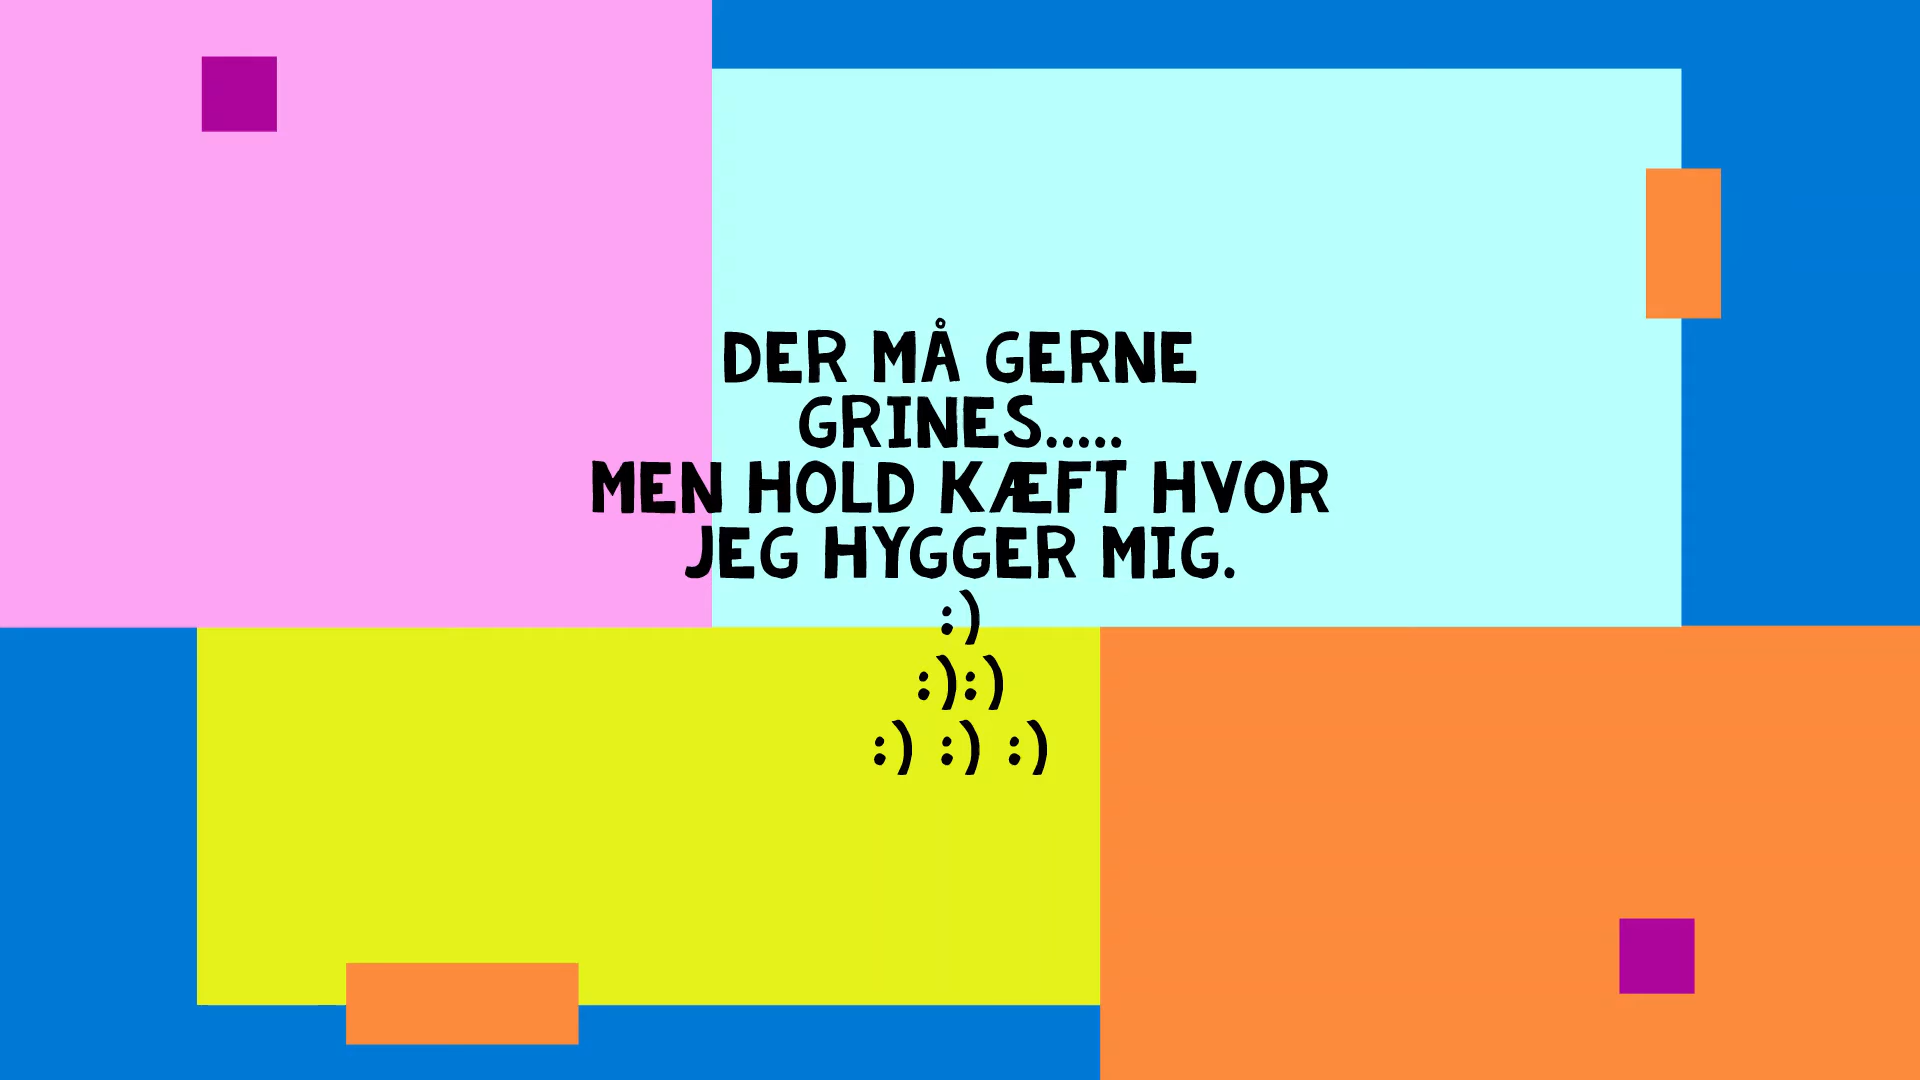 DER MÅ GERNE
GRINES.....
MEN HOLD KÆFT HVOR
JEG HYGGER MIG.
:)
:):)
:) :) :)